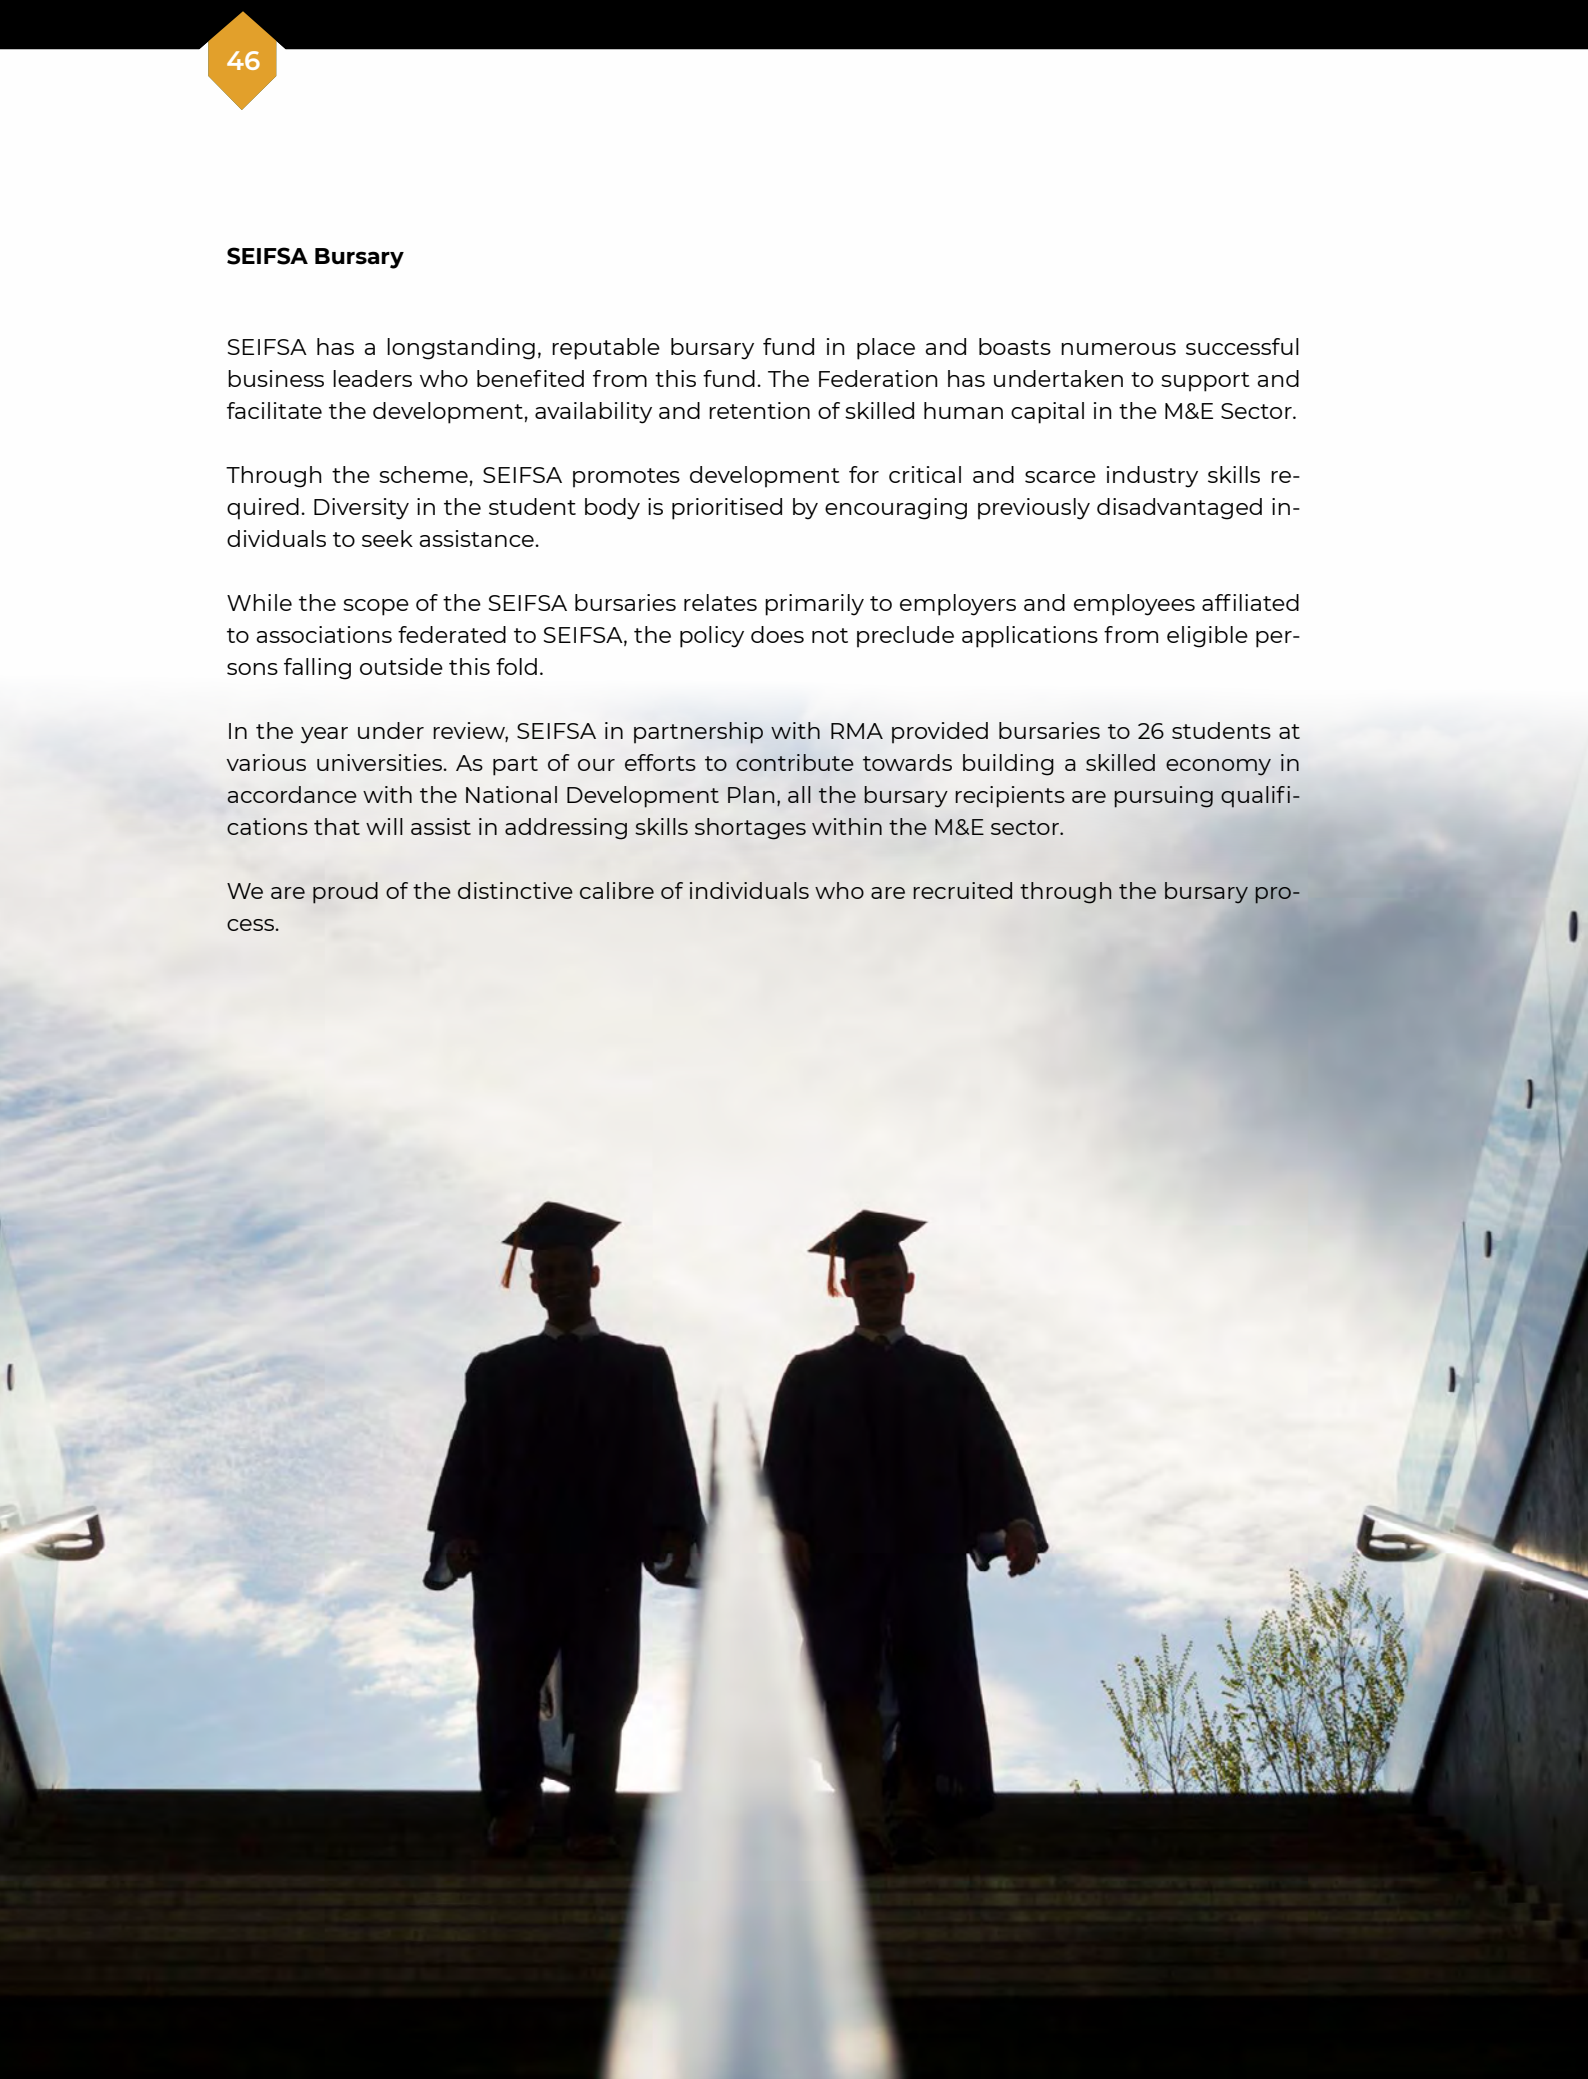 46
SEIFSA Bursary
SEIFSA has a longstanding, reputable bursary fund in place and boasts numerous successful
business leaders who benefited from this fund. The Federation has undertaken to support and
facilitate the development, availability and retention of skilled human capital in the M&E Sector.
Through the scheme, SEIFSA promotes development for critical and scarce industry skills re-
quired. Diversity in the student body is prioritised by encouraging previously disadvantaged in-
dividuals to seek assistance.
While the scope of the SEIFSA bursaries relates primarily to employers and employees affiliated
to associations federated to SEIFSA, the policy does not preclude applications from eligible per-
sons falling outside this fold.
In the year under review, SEIFSA in partnership with RMA provided bursaries to 26 students at
various universities. As part of our efforts to contribute towards building a skilled economy in
accordance with the National Development Plan, all the bursary recipients are pursuing qualifi-
cations that will assist in addressing skills shortages within the M&E sector.
We are proud of the distinctive calibre of individuals who are recruited through the bursary pro-
cess.